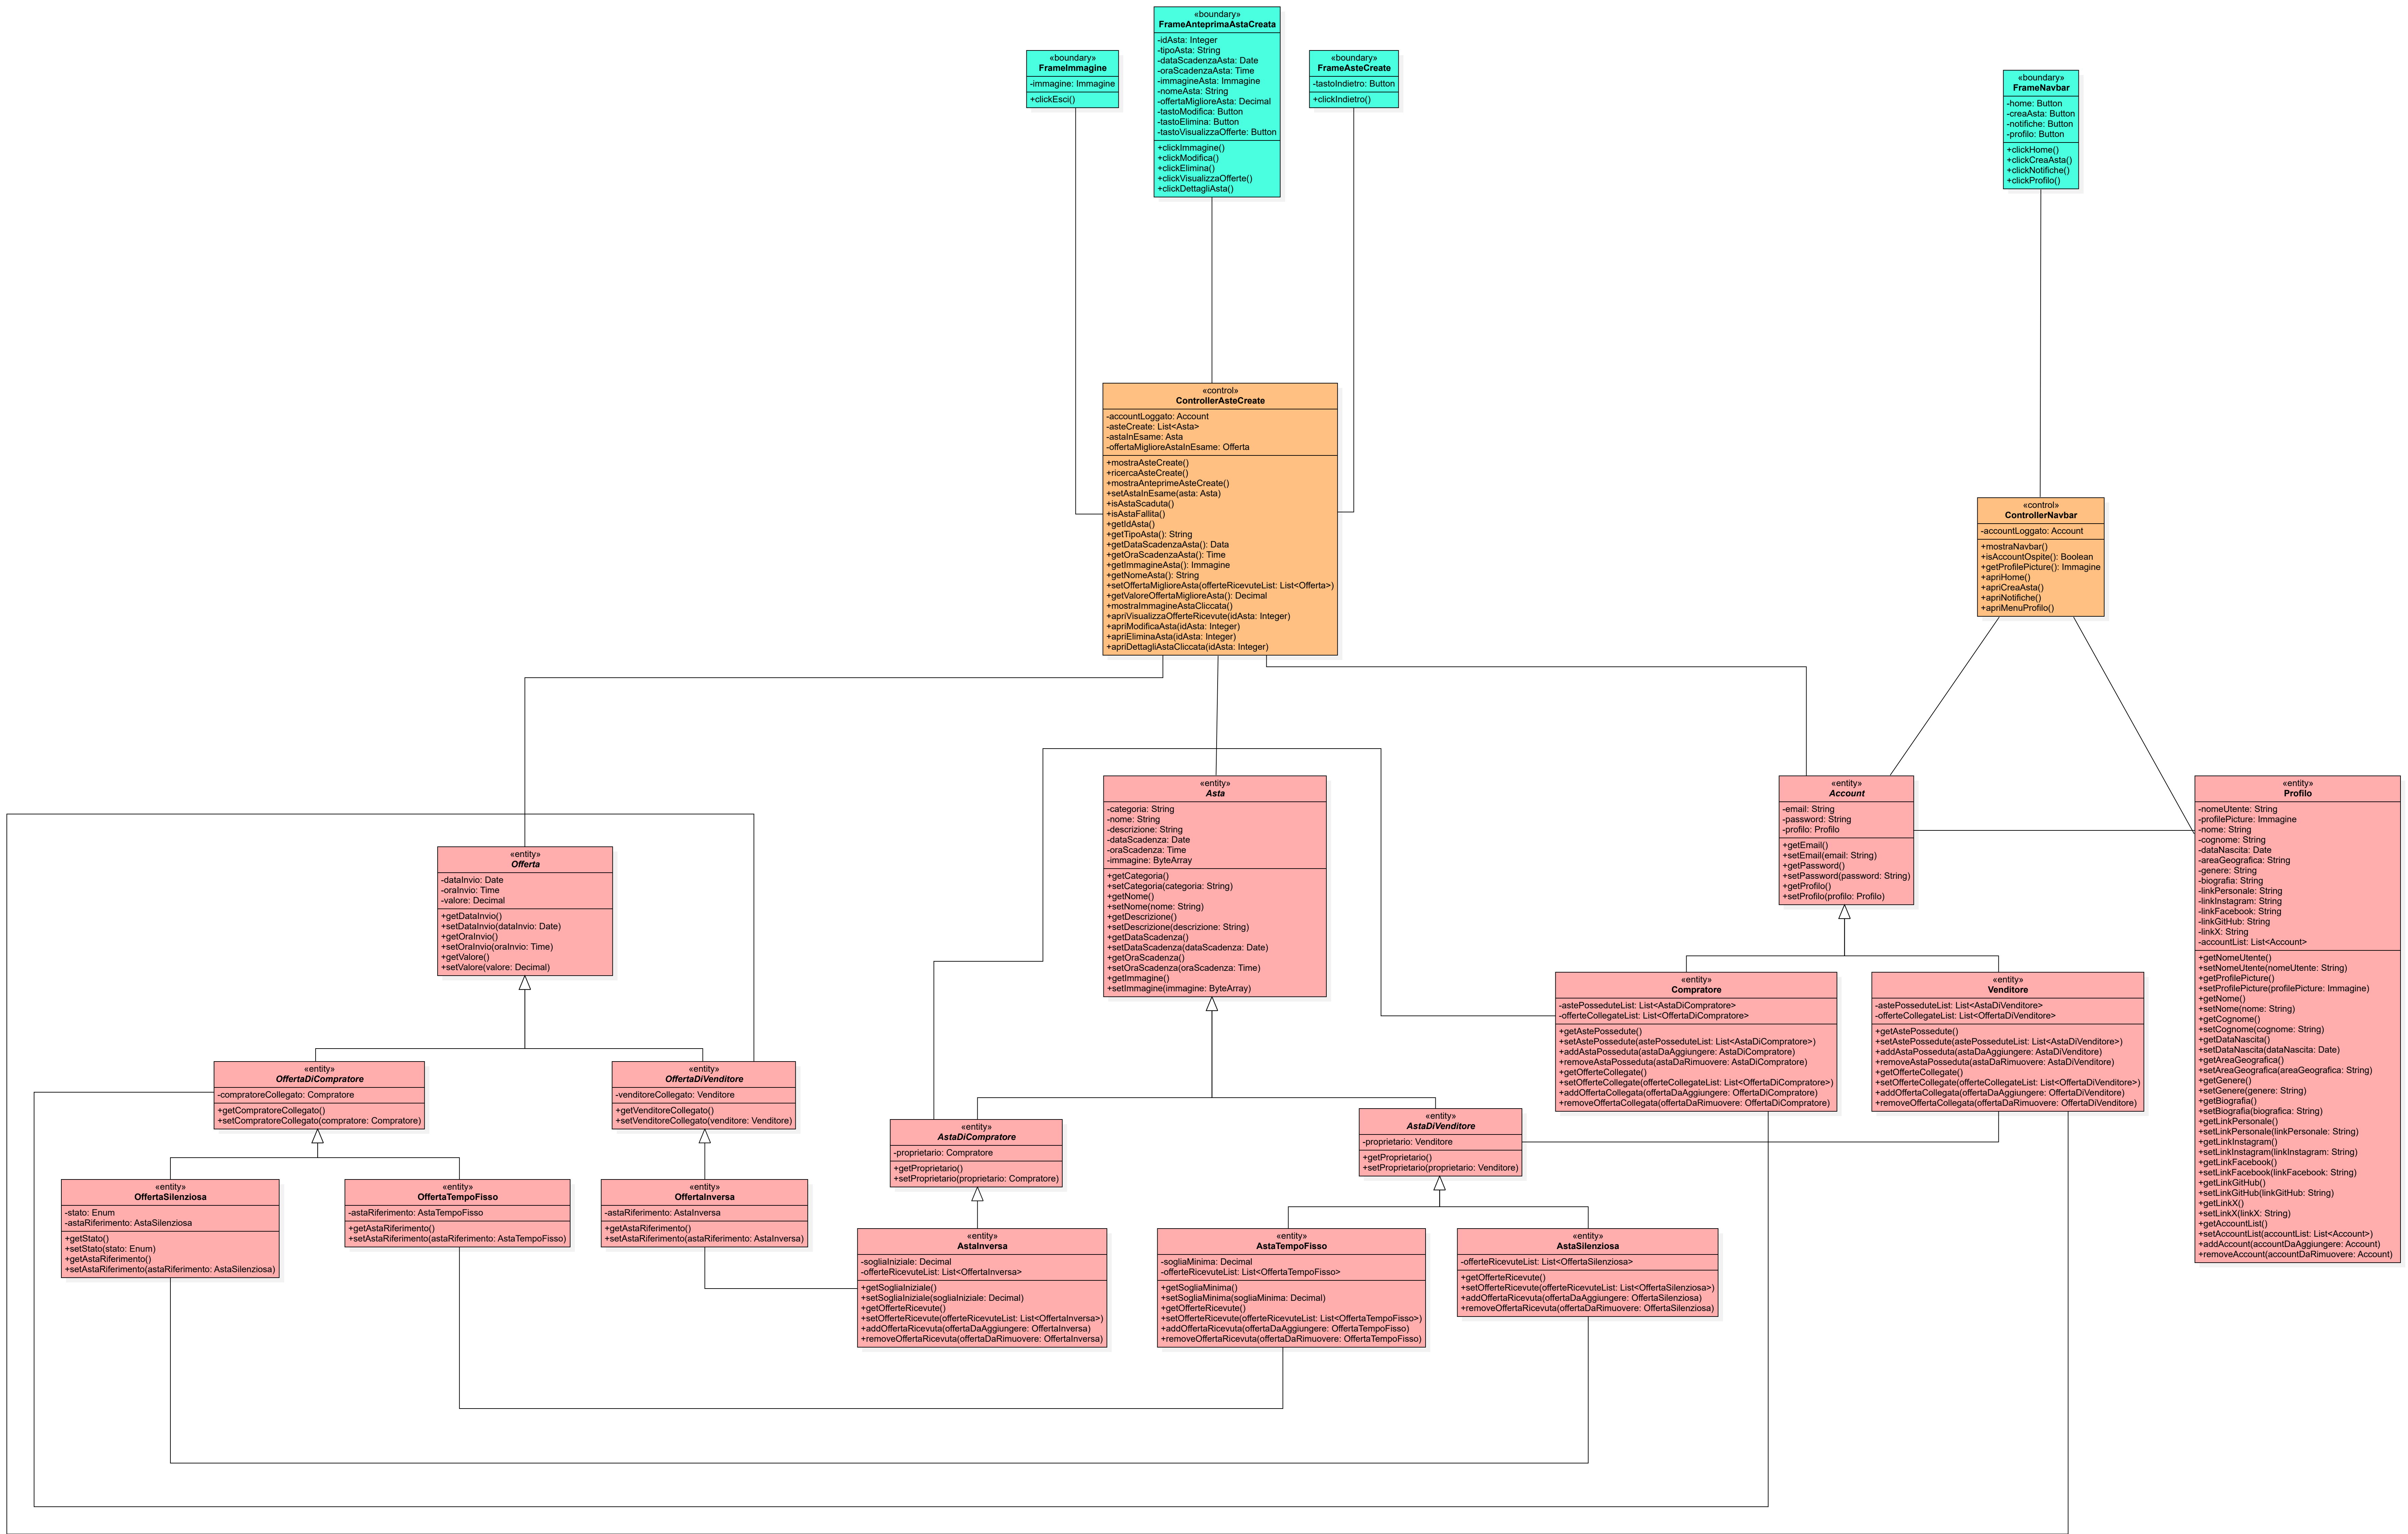 «boundary»
FrameAnteprimaAstaCreata
-idAsta: Integer
-tipoAsta: String
-dataScadenzaAsta: Date
-oraScadenzaAsta: Time
-immagineAsta: Immagine
-nomeAsta: String
-offertaMiglioreAsta: Decimal
-tastoModifica: Button
-tastoElimina: Button
-tastoVisualizzaOfferte: Button
+clickImmagine()
+clickModifica()
+clickElimina()
+clickVisualizzaOfferte()
+clickDettagliAsta()
«boundary»
FrameImmagine
-immagine: Immagine
+clickEsci()
«boundary»
FrameAsteCreate
-tastoIndietro: Button
+clickIndietro()
«boundary»
FrameNavbar
-home: Button
-creaAsta: Button
-notifiche: Button
-profilo: Button
+clickHome()
+clickCreaAsta()
+clickNotifiche()
+clickProfilo()
«control»
ControllerAsteCreate
-accountLoggato: Account
-asteCreate: List<Asta>
-astaInEsame: Asta
-offertaMiglioreAstaInEsame: Offerta
+mostraAsteCreate()
+ricercaAsteCreate()
+mostraAnteprimeAsteCreate()
+setAstaInEsame(asta: Asta)
+isAstaScaduta()
+isAstaFallita()
+getIdAsta()
+getTipoAsta(): String
+getDataScadenzaAsta(): Data
+getOraScadenzaAsta(): Time
+getImmagineAsta(): Immagine
+getNomeAsta(): String
+setOffertaMiglioreAsta(offerteRicevuteList: List<Offerta>)
+getValoreOffertaMiglioreAsta(): Decimal
+mostraImmagineAstaCliccata()
+apriVisualizzaOfferteRicevute(idAsta: Integer)
+apriModificaAsta(idAsta: Integer)
+apriEliminaAsta(idAsta: Integer)
+apriDettagliAstaCliccata(idAsta: Integer)
«control»
ControllerNavbar
-accountLoggato: Account
+mostraNavbar()
+isAccountOspite(): Boolean
+getProfilePicture(): Immagine
+apriHome()
+apriCreaAsta()
+apriNotifiche()
+apriMenuProfilo()
«entity»
Offerta
-dataInvio: Date
-oraInvio: Time
-valore: Decimal
+getDataInvio()
+setDataInvio(dataInvio: Date)
+getOraInvio()
+setOraInvio(oraInvio: Time)
+getValore()
+setValore(valore: Decimal)
«entity»
Asta
-categoria: String
-nome: String
-descrizione: String
-dataScadenza: Date
-oraScadenza: Time
-immagine: ByteArray
+getCategoria()
+setCategoria(categoria: String)
+getNome()
+setNome(nome: String)
+getDescrizione()
+setDescrizione(descrizione: String)
+getDataScadenza()
+setDataScadenza(dataScadenza: Date)
+getOraScadenza()
+setOraScadenza(oraScadenza: Time)
+getImmagine()
+setImmagine(immagine: ByteArray)
«entity»
Account
-email: String
-password: String
-profilo: Profilo
+getEmail()
+setEmail(email: String)
+getPassword()
+setPassword(password: String)
+getProfilo()
+setProfilo(profilo: Profilo)
«entity»
Profilo
-nomeUtente: String
-profilePicture: Immagine
-nome: String
-cognome: String
-dataNascita: Date
-areaGeografica: String
-genere: String
-biografia: String
-linkPersonale: String
-linkInstagram: String
-linkFacebook: String
-linkGitHub: String
-linkX: String
-accountList: List<Account>
+getNomeUtente()
+setNomeUtente(nomeUtente: String)
+getProfilePicture()
+setProfilePicture(profilePicture: Immagine)
+getNome()
+setNome(nome: String)
+getCognome()
+setCognome(cognome: String)
+getDataNascita()
+setDataNascita(dataNascita: Date)
+getAreaGeografica()
+setAreaGeografica(areaGeografica: String)
+getGenere()
+setGenere(genere: String)
+getBiografia()
+setBiografia(biografica: String)
+getLinkPersonale()
+setLinkPersonale(linkPersonale: String)
+getLinkInstagram()
+setLinkInstagram(linkInstagram: String)
+getLinkFacebook()
+setLinkFacebook(linkFacebook: String)
+getLinkGitHub()
+setLinkGitHub(linkGitHub: String)
+getLinkX()
+setLinkX(linkX: String)
+getAccountList()
+setAccountList(accountList: List<Account>)
+addAccount(accountDaAggiungere: Account)
+removeAccount(accountDaRimuovere: Account)
«entity»
Compratore
-astePosseduteList: List<AstaDiCompratore>
-offerteCollegateList: List<OffertaDiCompratore>
+getAstePossedute()
+setAstePossedute(astePosseduteList: List<AstaDiCompratore>)
+addAstaPosseduta(astaDaAggiungere: AstaDiCompratore)
+removeAstaPosseduta(astaDaRimuovere: AstaDiCompratore)
+getOfferteCollegate()
+setOfferteCollegate(offerteCollegateList: List<OffertaDiCompratore>)
+addOffertaCollegata(offertaDaAggiungere: OffertaDiCompratore)
+removeOffertaCollegata(offertaDaRimuovere: OffertaDiCompratore)
«entity»
Venditore
-astePosseduteList: List<AstaDiVenditore>
-offerteCollegateList: List<OffertaDiVenditore>
+getAstePossedute()
+setAstePossedute(astePosseduteList: List<AstaDiVenditore>)
+addAstaPosseduta(astaDaAggiungere: AstaDiVenditore)
+removeAstaPosseduta(astaDaRimuovere: AstaDiVenditore)
+getOfferteCollegate()
+setOfferteCollegate(offerteCollegateList: List<OffertaDiVenditore>)
+addOffertaCollegata(offertaDaAggiungere: OffertaDiVenditore)
+removeOffertaCollegata(offertaDaRimuovere: OffertaDiVenditore)
«entity»
OffertaDiCompratore
-compratoreCollegato: Compratore
+getCompratoreCollegato()
+setCompratoreCollegato(compratore: Compratore)
«entity»
OffertaDiVenditore
-venditoreCollegato: Venditore
+getVenditoreCollegato()
+setVenditoreCollegato(venditore: Venditore)
«entity»
AstaDiCompratore
-proprietario: Compratore
+getProprietario()
+setProprietario(proprietario: Compratore)
«entity»
AstaDiVenditore
-proprietario: Venditore
+getProprietario()
+setProprietario(proprietario: Venditore)
«entity»
OffertaSilenziosa
-stato: Enum
-astaRiferimento: AstaSilenziosa
+getStato()
+setStato(stato: Enum)
+getAstaRiferimento()
+setAstaRiferimento(astaRiferimento: AstaSilenziosa)
«entity»
OffertaTempoFisso
-astaRiferimento: AstaTempoFisso
+getAstaRiferimento()
+setAstaRiferimento(astaRiferimento: AstaTempoFisso)
«entity»
OffertaInversa
-astaRiferimento: AstaInversa
+getAstaRiferimento()
+setAstaRiferimento(astaRiferimento: AstaInversa)
«entity»
AstaInversa
-sogliaIniziale: Decimal
-offerteRicevuteList: List<OffertaInversa>
+getSogliaIniziale()
+setSogliaIniziale(sogliaIniziale: Decimal)
+getOfferteRicevute()
+setOfferteRicevute(offerteRicevuteList: List<OffertaInversa>)
+addOffertaRicevuta(offertaDaAggiungere: OffertaInversa)
+removeOffertaRicevuta(offertaDaRimuovere: OffertaInversa)
«entity»
AstaTempoFisso
-sogliaMinima: Decimal
-offerteRicevuteList: List<OffertaTempoFisso>
+getSogliaMinima()
+setSogliaMinima(sogliaMinima: Decimal)
+getOfferteRicevute()
+setOfferteRicevute(offerteRicevuteList: List<OffertaTempoFisso>)
+addOffertaRicevuta(offertaDaAggiungere: OffertaTempoFisso)
+removeOffertaRicevuta(offertaDaRimuovere: OffertaTempoFisso)
«entity»
AstaSilenziosa
-offerteRicevuteList: List<OffertaSilenziosa>
+getOfferteRicevute()
+setOfferteRicevute(offerteRicevuteList: List<OffertaSilenziosa>)
+addOffertaRicevuta(offertaDaAggiungere: OffertaSilenziosa)
+removeOffertaRicevuta(offertaDaRimuovere: OffertaSilenziosa)